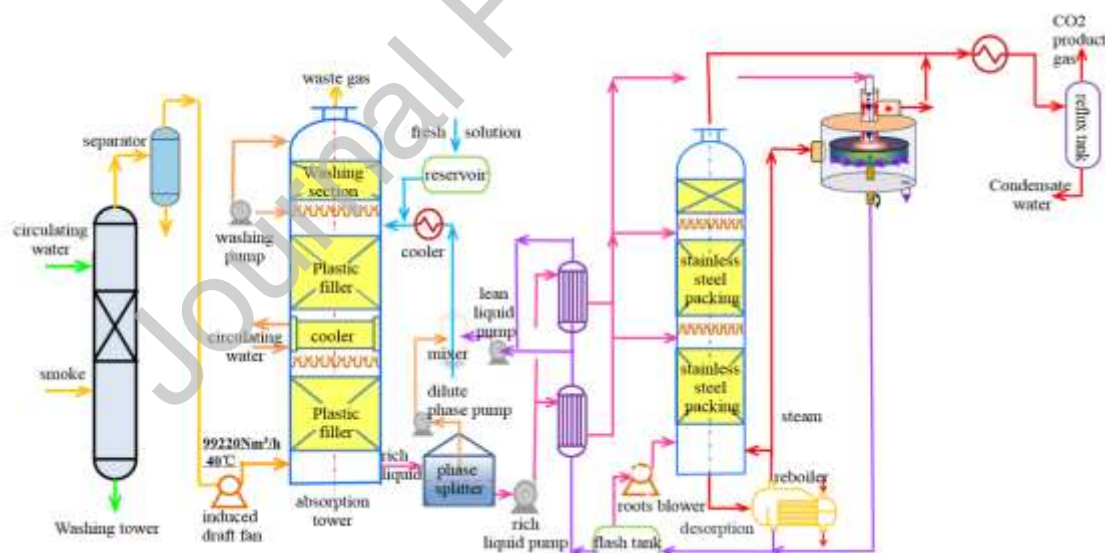 CO2
product
gas
waste gas
separator
fresh solution
reservoir
Washing
section
reflux tank
Condensate
water
circulating
water
washing
pump
cooler
Plastic
filler
stainless
steel
packing
lean
liquid
pump
circulating
water
cooler
mixer
smoke
dilute
phase pump
stainless
steel
packing
steam
Plastic
filler
99220Nm³/h
40℃
rich
liquid
phase
splitter
reboiler
induced
draft fan
absorption
tower
Washing tower
rich
liquid pump
roots blower
flash tank
desorption
Journal P